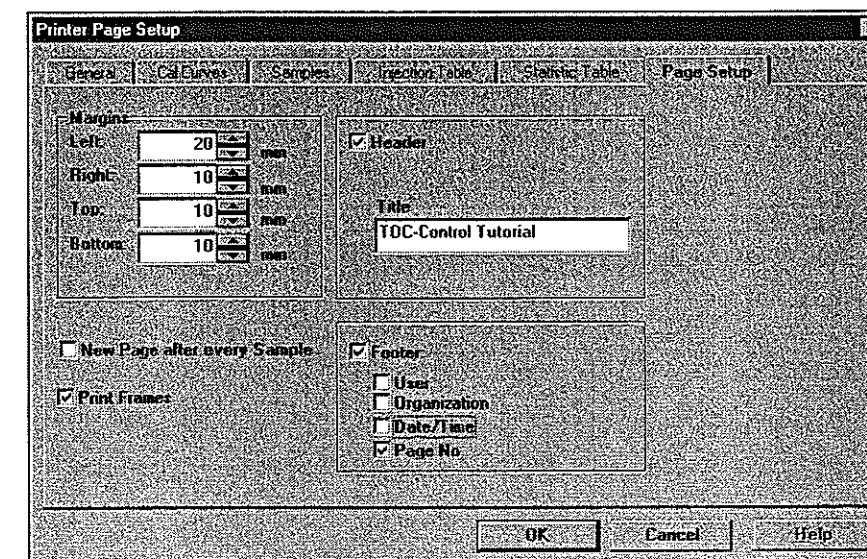 Printer Page Setup
General Cal Curves Samples Injection Table Statistic Table Page Setup
Margins
Left: 20 mm
Right: 10 mm
Top: 10 mm
Bottom: 10 mm
Header
Title
TOC-Control Tutorial
New Page after every Sample
Print Frames
Footer
User
Organization
Date/Time
Page No
OK Cancel Help